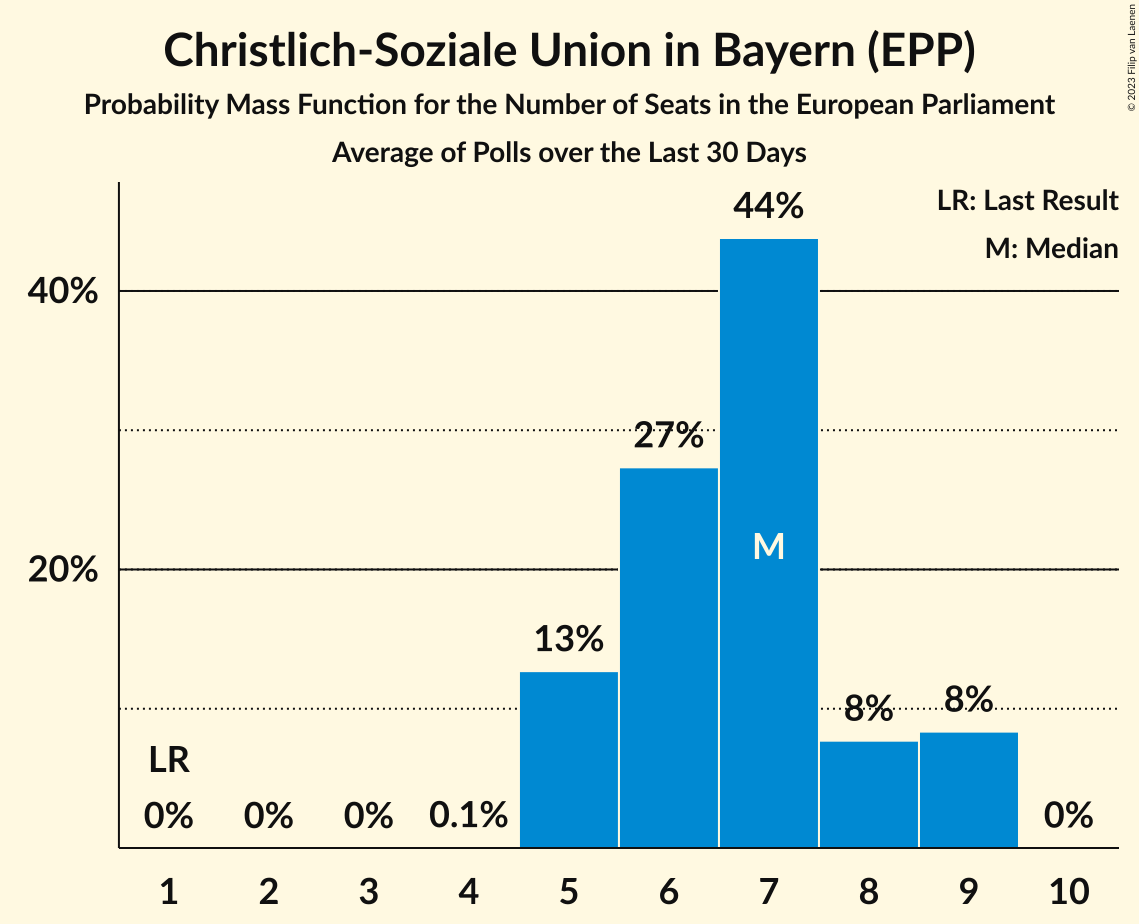 Christlich-Soziale Union in Bayern (EPP)
Probability Mass Function for the Number of Seats in the European Parliament
Average of Polls over the Last 30 Days
© 2023 Filip van Laenen
LR: Last Result
M: Median
44%
40%
27%
M
20%
13%
8%
8%
LR
0%
0%
0%
0.1%
0%
1 2 3 4 5 6 7 8 9 10